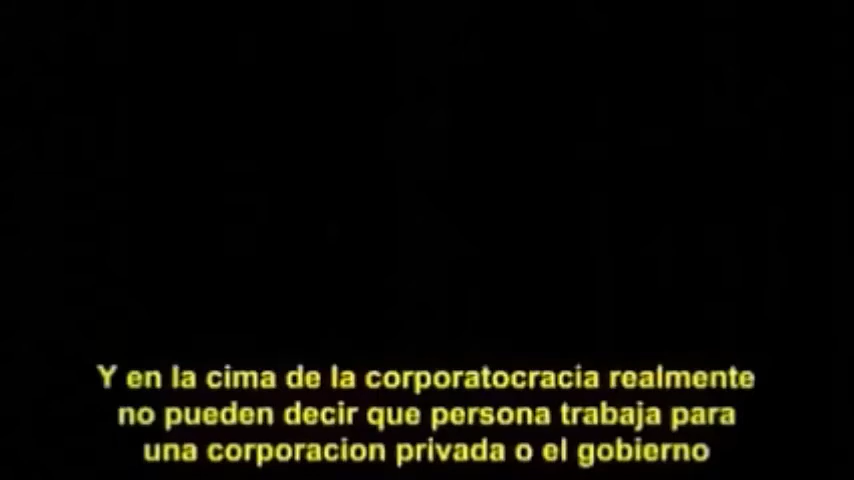 Y en la cima de la corporatocracia realmente
no pueden decir que persona trabaja para
una corporacion privada o el gobierno